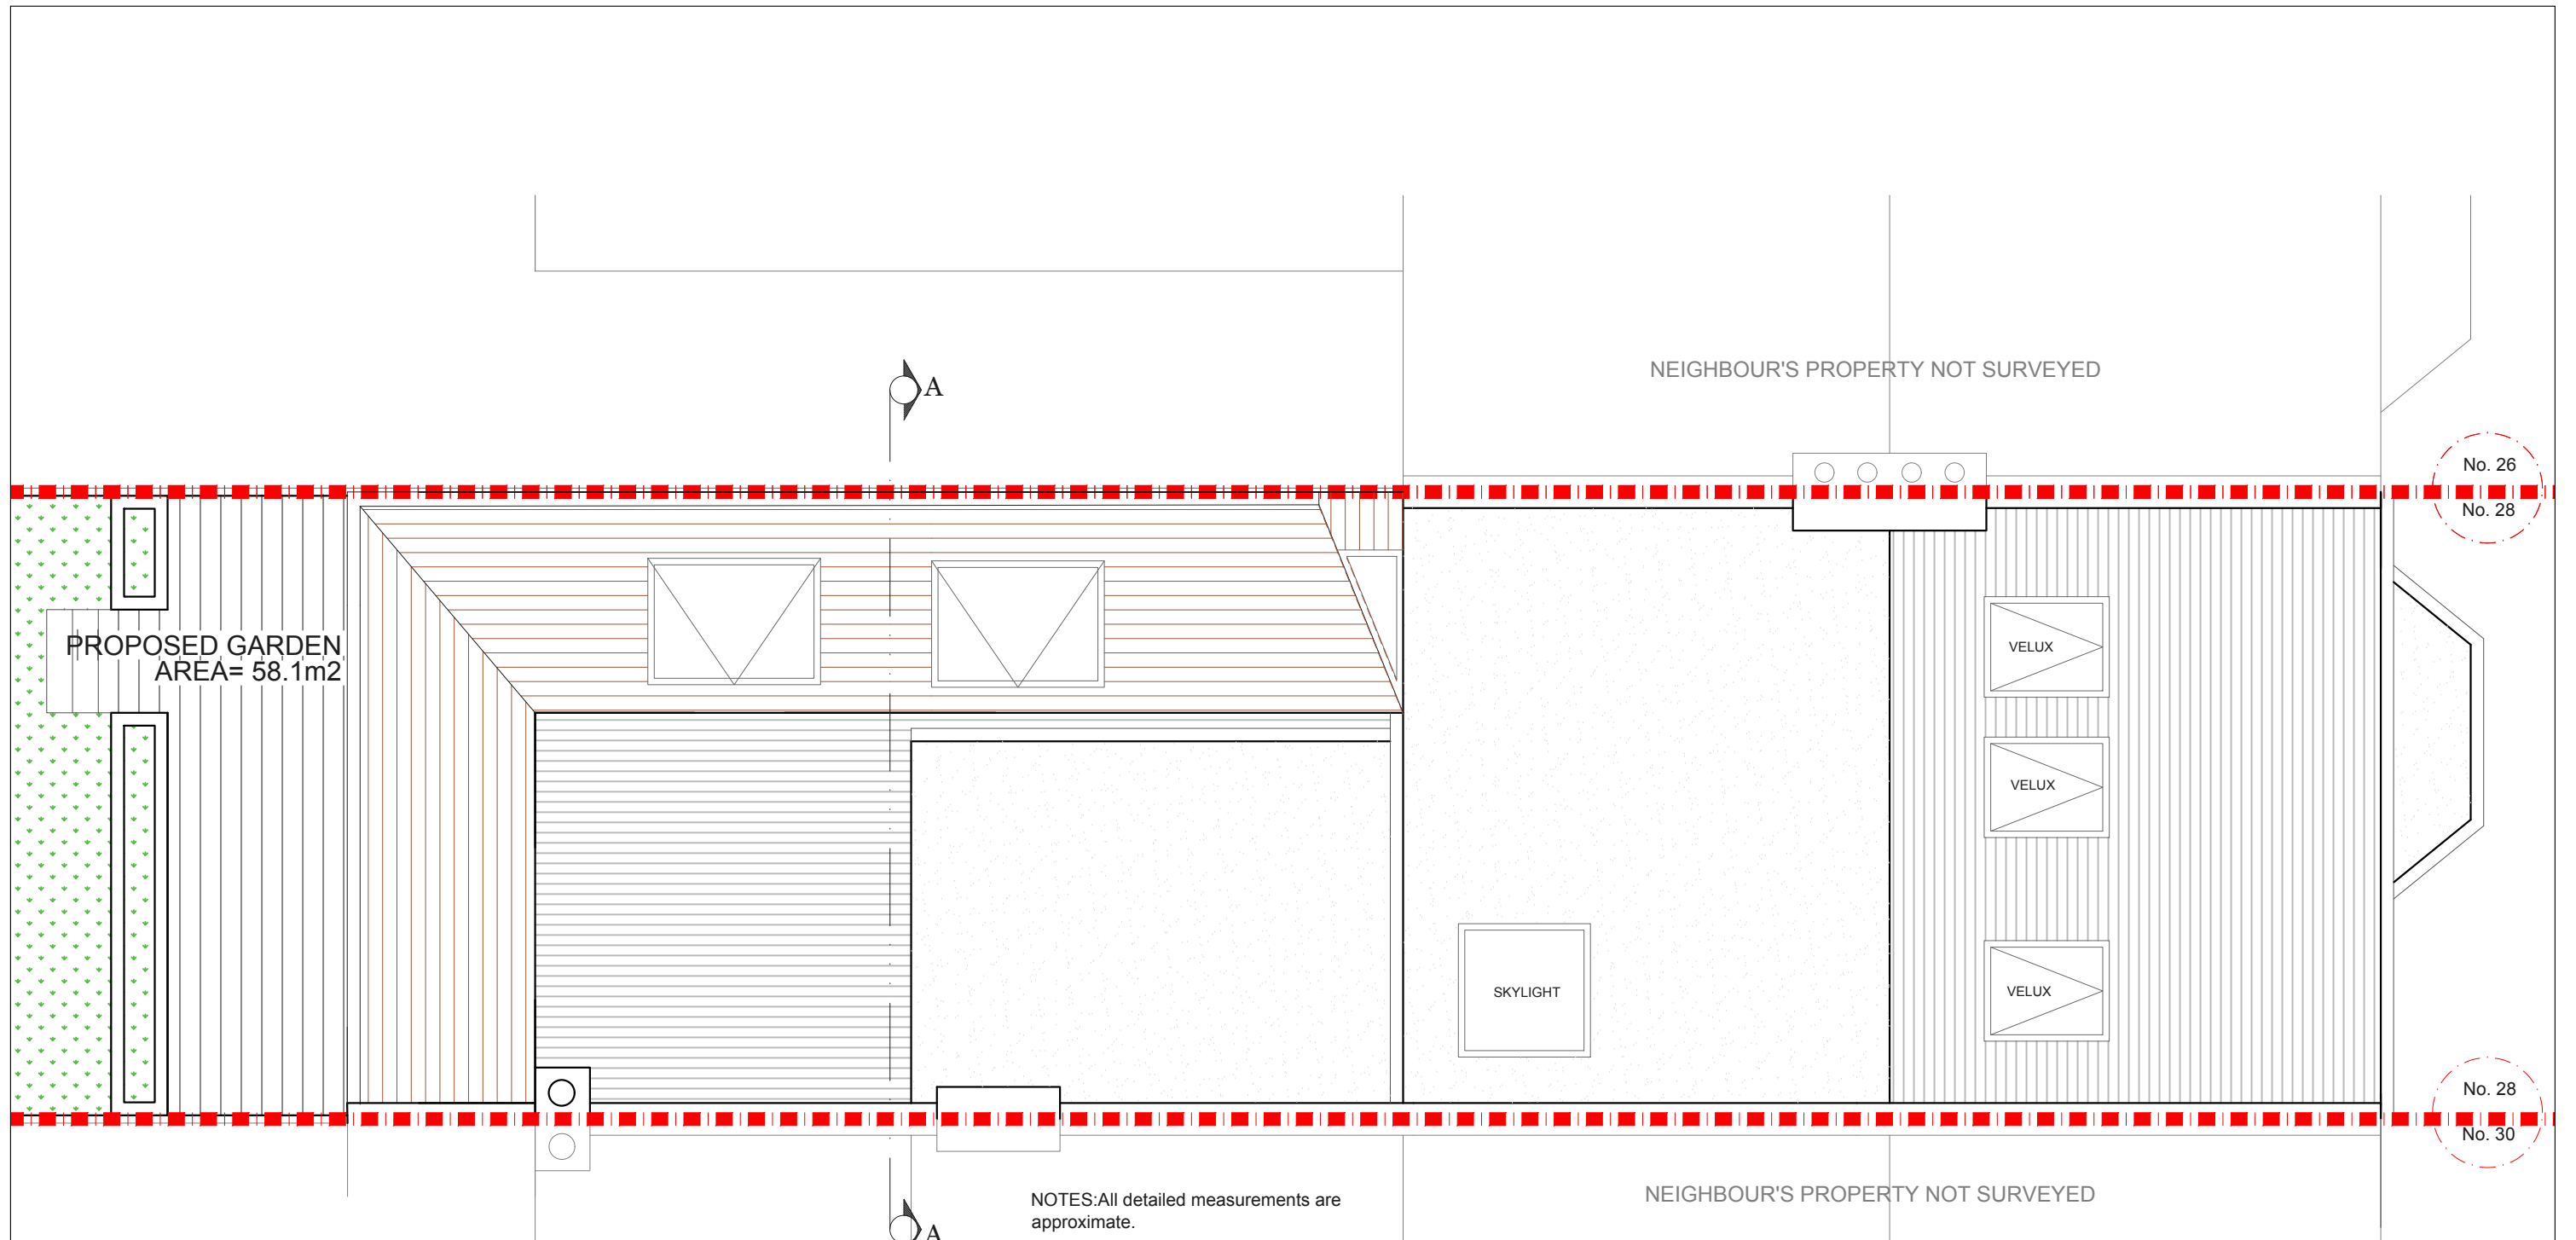 A
NEIGHBOUR'S PROPERTY NOT SURVEYED
No. 26
No. 28
PROPOSED GARDEN
AREA= 58.1m2
VELUX
VELUX
SKYLIGHT
VELUX
No. 28
No. 30
NOTES:All detailed measurements are
approximate.
NEIGHBOUR'S PROPERTY NOT SURVEYED
A